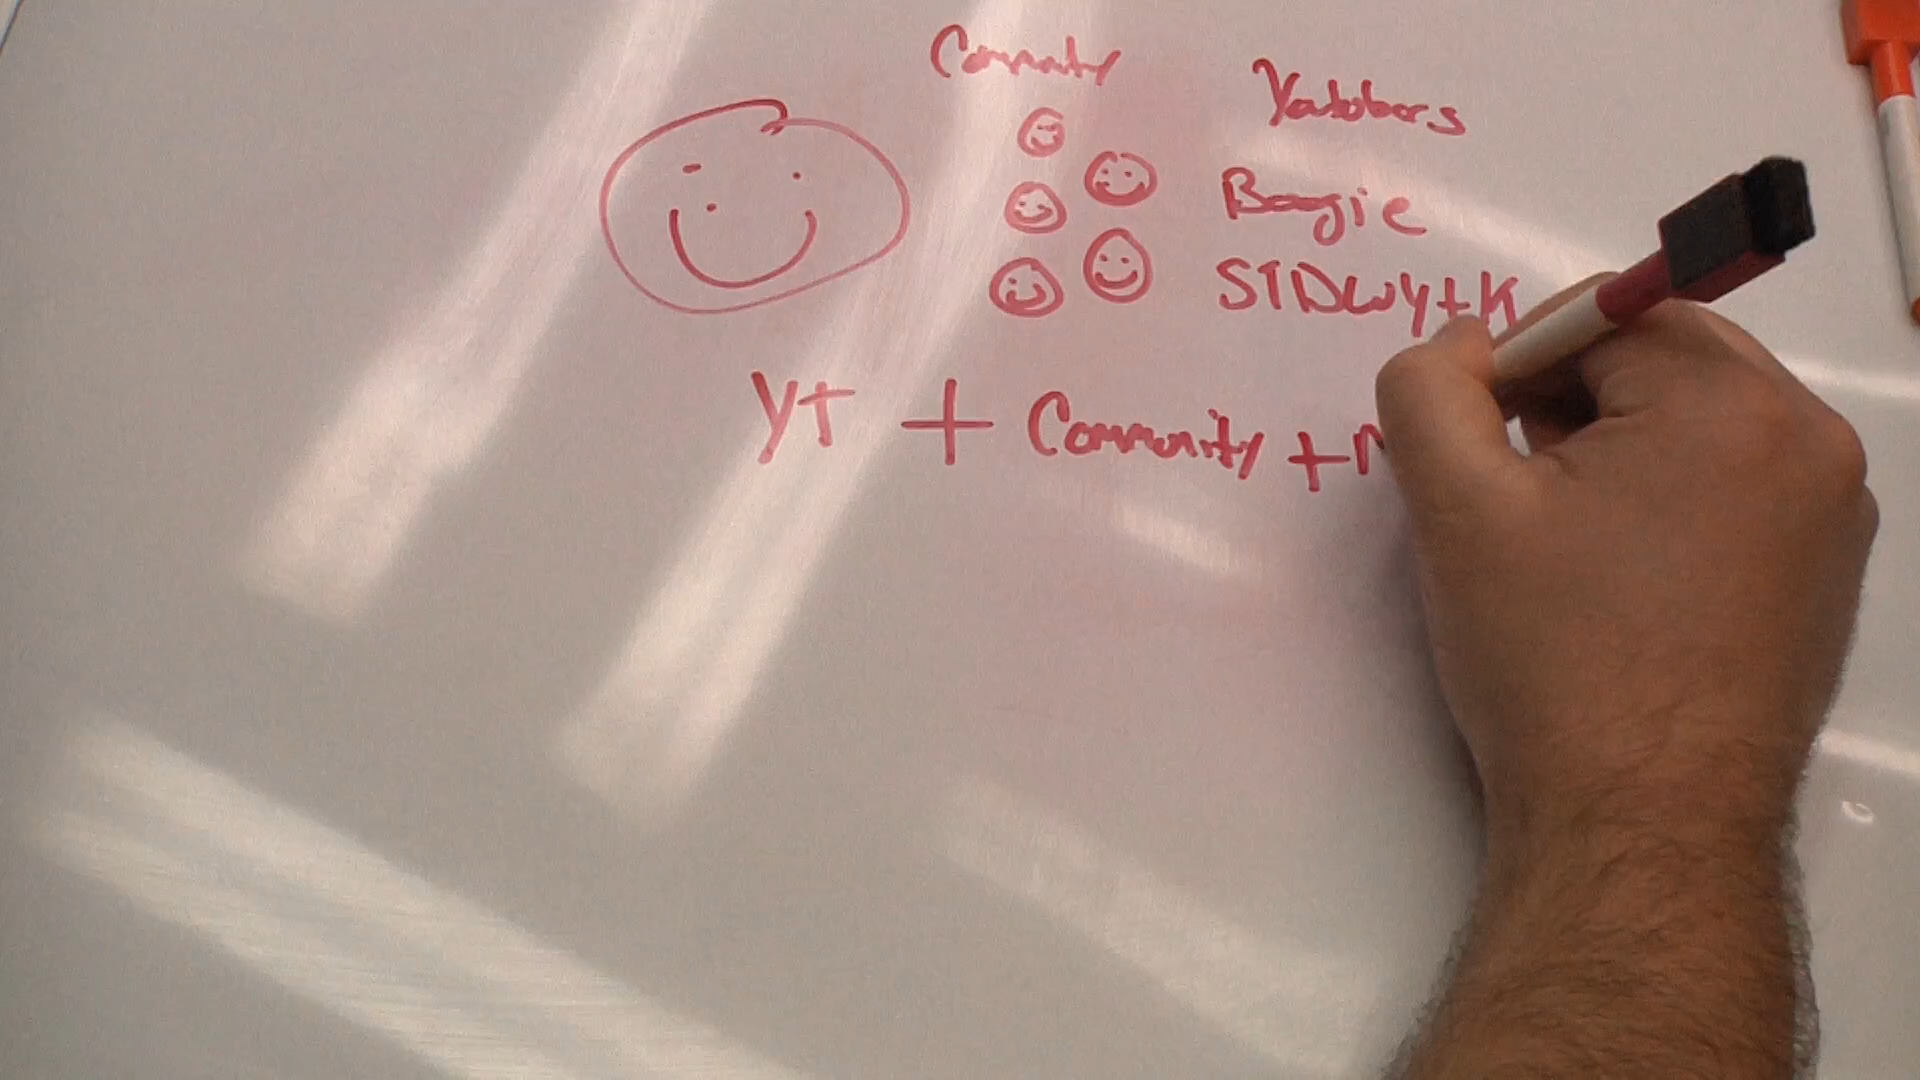 Community
Youtubers
Boogie
STDWYTK
YT + Community +